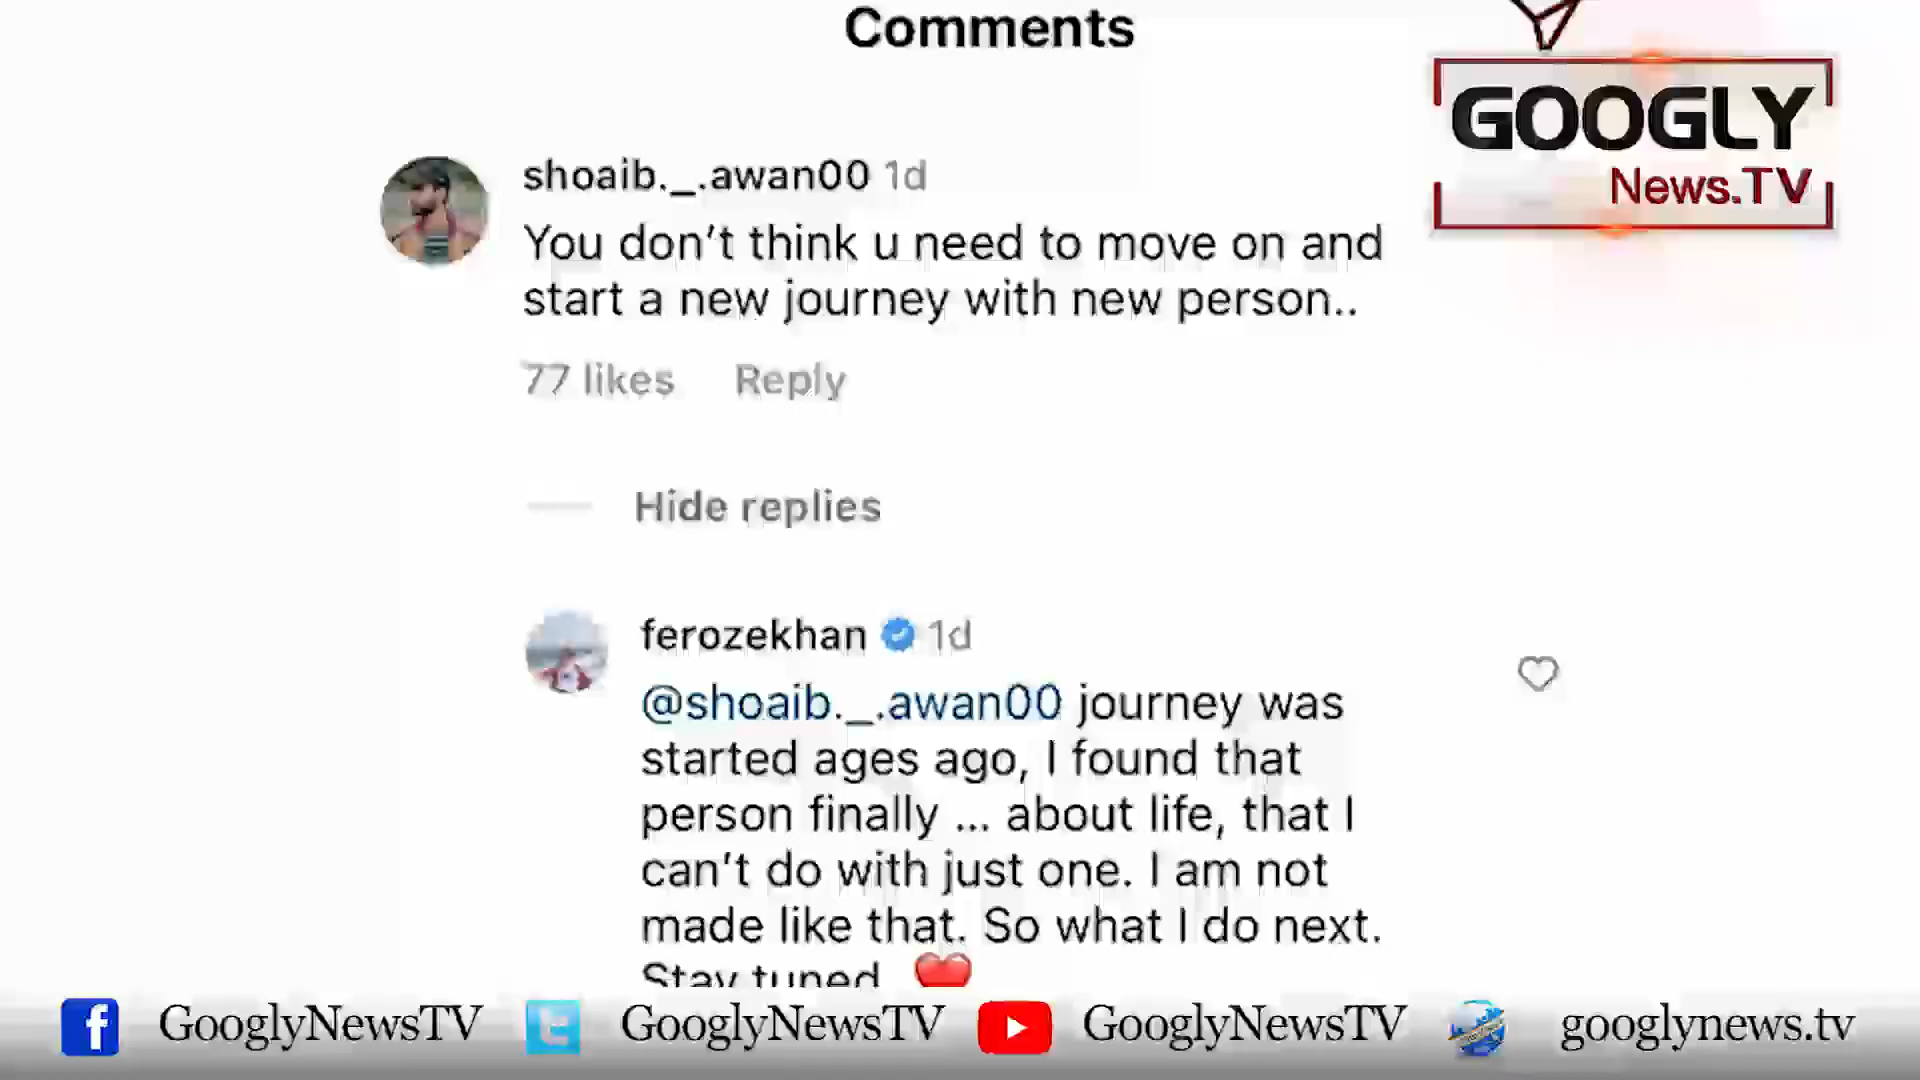 Comments
GOOGLY
News.TV
shoaib._.awan00 1d
You don't think u need to move on and
start a new journey with new person..
77 likes Reply
Hide replies
ferozekhan 1d
@shoaib._.awan00 journey was
started ages ago, I found that
person finally ... about life, that I
can't do with just one. I am not
made like that. So what I do next.
Stay tuned ❤️
GooglyNewsTV GooglyNewsTV GooglyNewsTV googlynews.tv